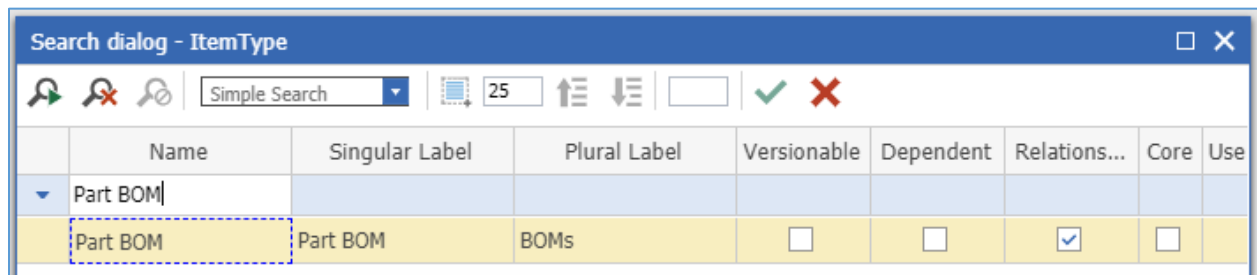 Search dialog - ItemType
Simple Search 25
Name Singular Label Plural Label Versionable Dependent Relations... Core Use
Part BOM
Part BOM Part BOM BOMs